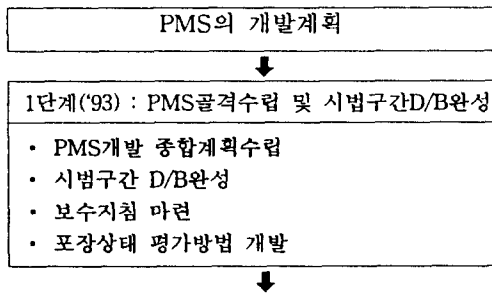 PMS의 개발계획
1단계('93) : PMS골격수립 및 시범구간D/B완성
· PMS개발 종합계획수립
· 시범구간 D/B완성
· 보수지침 마련
· 포장상태 평가방법 개발